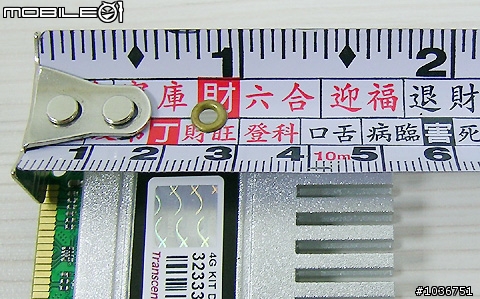 MOBILE01
1 2
庫 財 六合 迎福 退財
丁 財旺 登科 口舌 病臨 害 死
1 2 3 4 10m 5 6
4G KIT D
32333
Transcen
#1036751